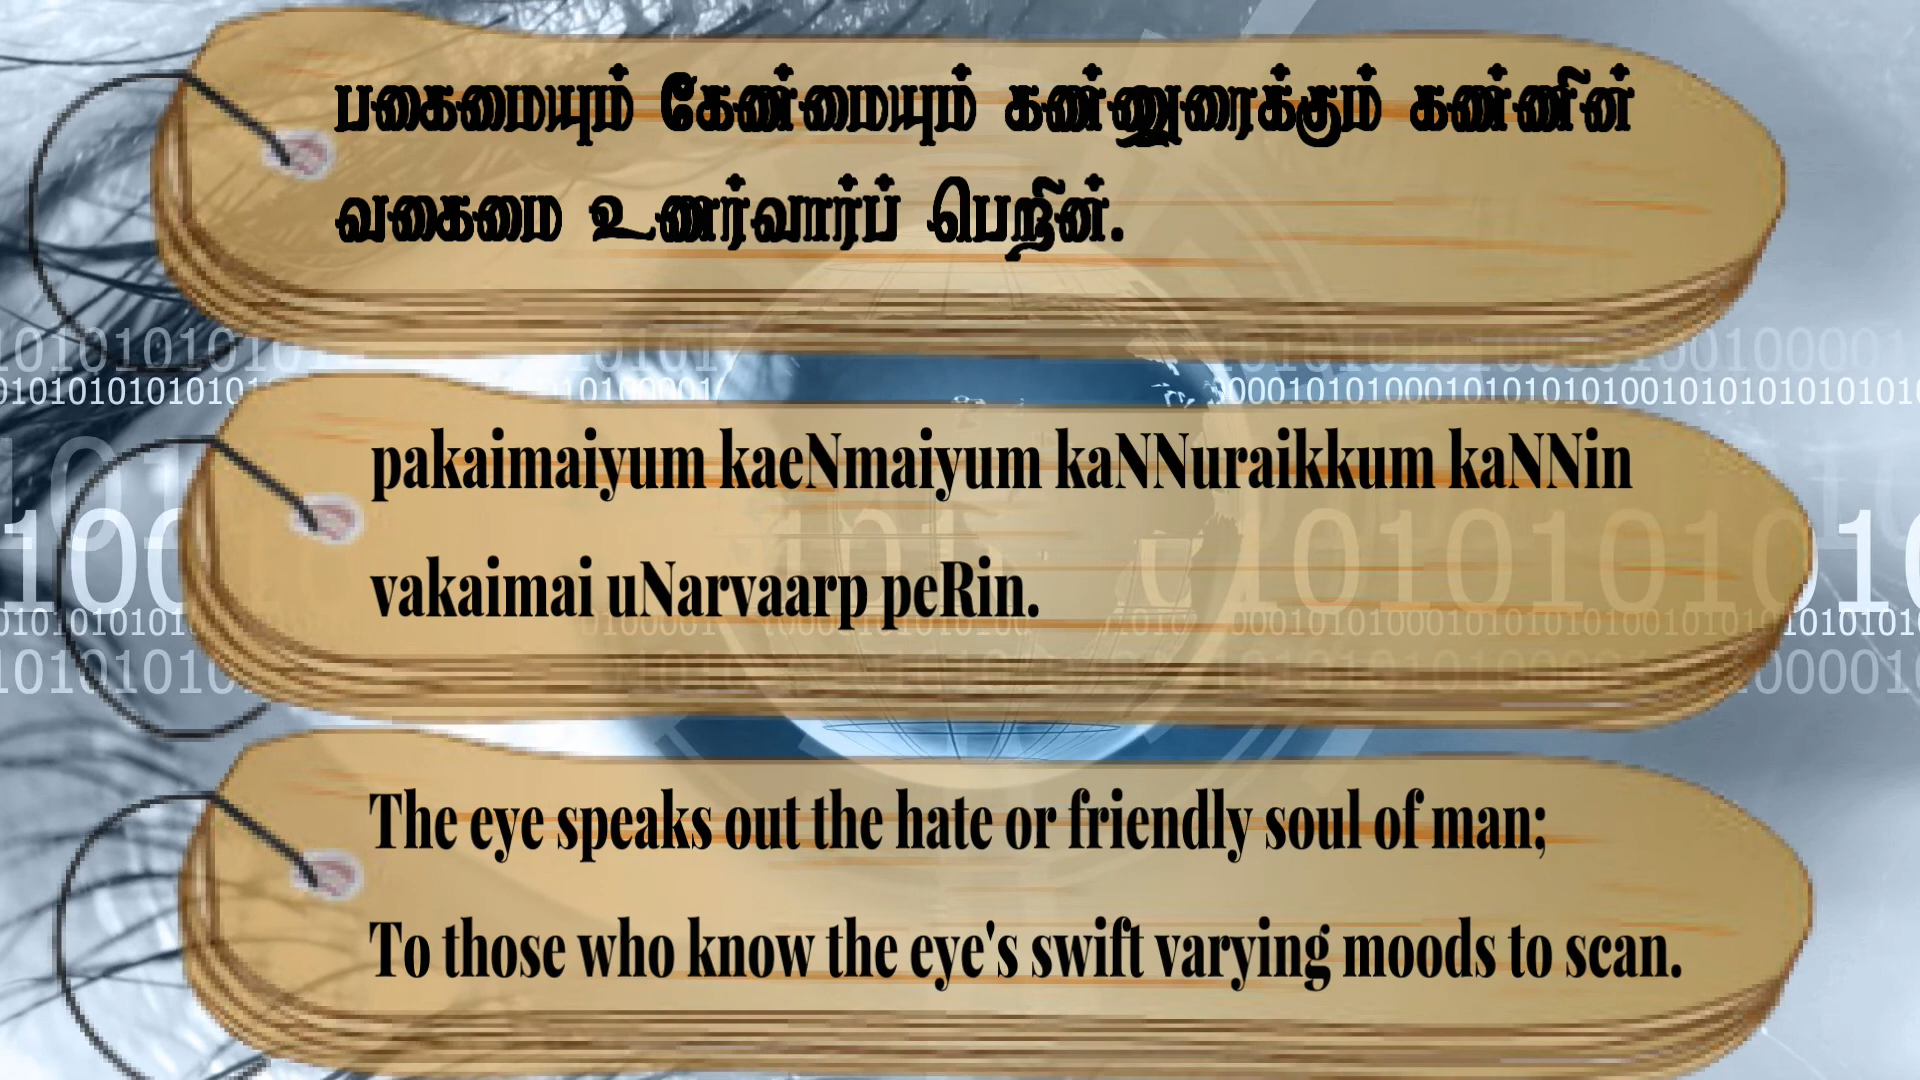 பகைமையும் கேண்மையும் கண்ணுரைக்கும் கண்ணின்
வகைமை உணர்வார்ப் பெறின்.
pakaimaiyum kaeNmaiyum kaNNuraikkum kaNNin
vakaimai uNarvaarp peRin.
The eye speaks out the hate or friendly soul of man;
To those who know the eye's swift varying moods to scan.